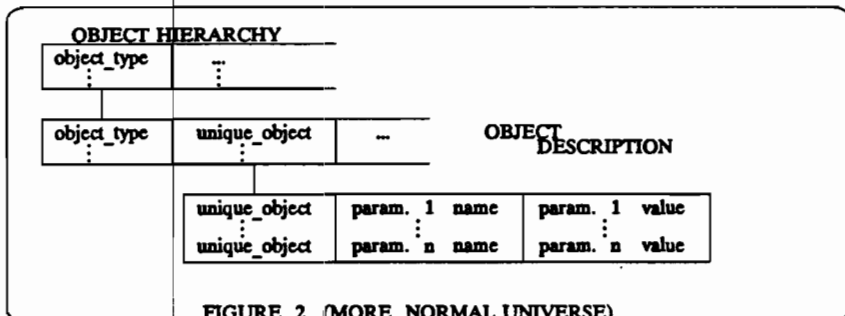 OBJECT HIERARCHY
object_type ...
object_type unique_object ... OBJECT
DESCRIPTION
unique_object param. 1 name param. 1 value
unique_object param. n name param. n value
FIGURE 2 (MORE NORMAL UNIVERSE)